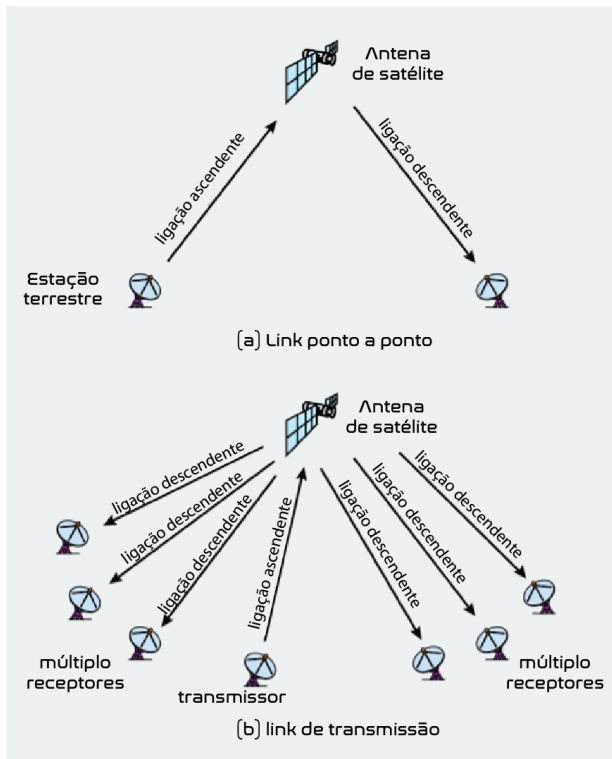 Antena
de satélite
ligação ascendente
ligação descendente
Estação
terrestre
(a) Link ponto a ponto
Antena
de satélite
ligação descendente
ligação descendente
ligação descendente
ligação ascendente
ligação descendente
ligação descendente
ligação descendente
múltiplo
receptores
transmissor
múltiplo
receptores
(b) link de transmissão